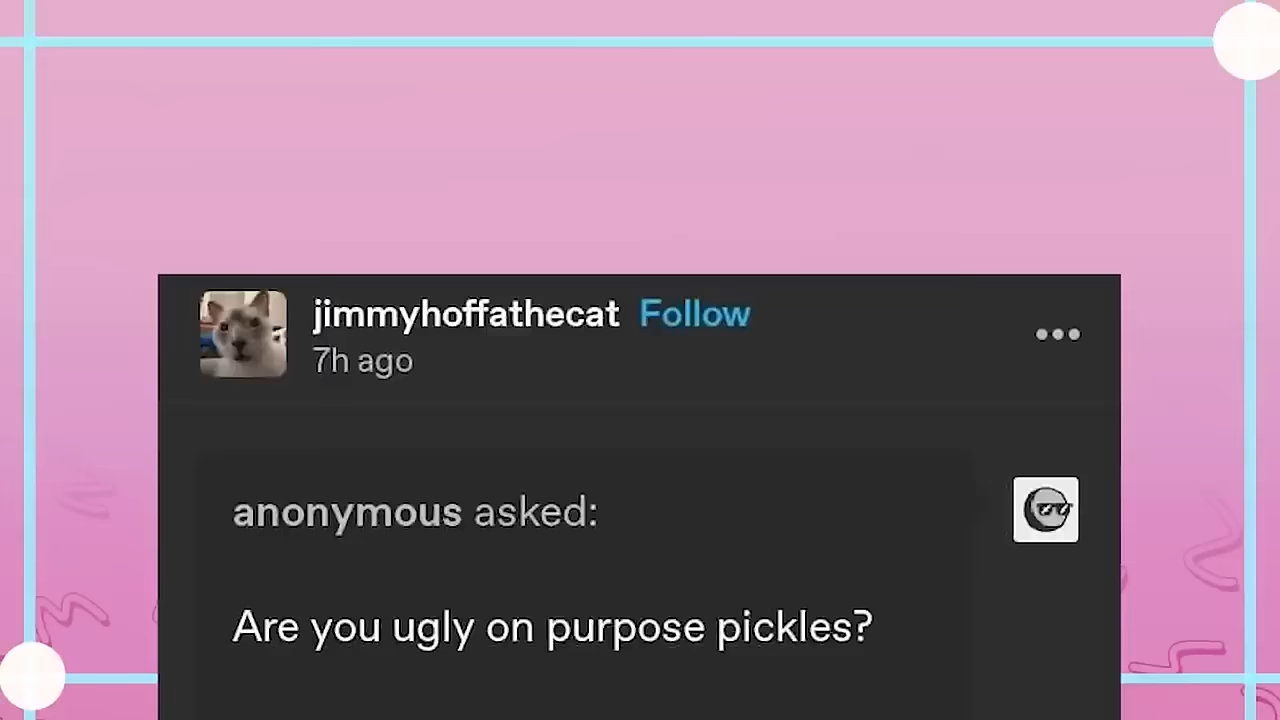 jimmyhoffathecat Follow
7h ago
anonymous asked:
Are you ugly on purpose pickles?